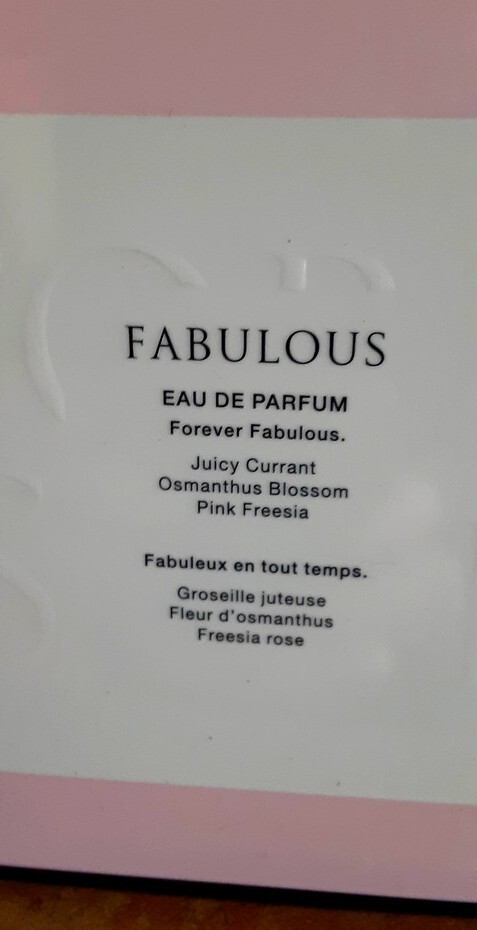 FABULOUS
EAU DE PARFUM
Forever Fabulous.
Juicy Currant
Osmanthus Blossom
Pink Freesia
Fabuleux en tout temps.
Groseille juteuse
Fleur d'osmanthus
Freesia rose